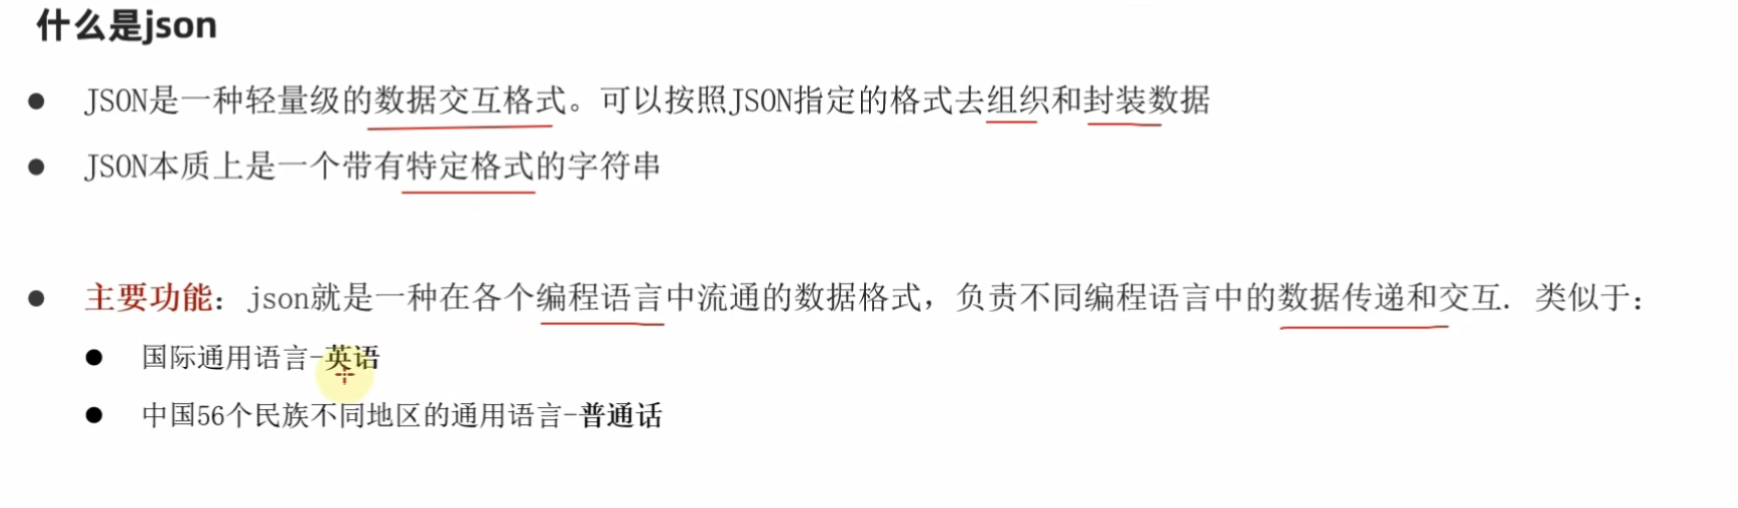 什么是json
● JSON是一种轻量级的数据交互格式。可以按照JSON指定的格式去组织和封装数据
● JSON本质上是一个带有特定格式的字符串
● 主要功能：json就是一种在各个编程语言中流通的数据格式，负责不同编程语言中的数据传递和交互. 类似于：
● 国际通用语言-英语
● 中国56个民族不同地区的通用语言-普通话